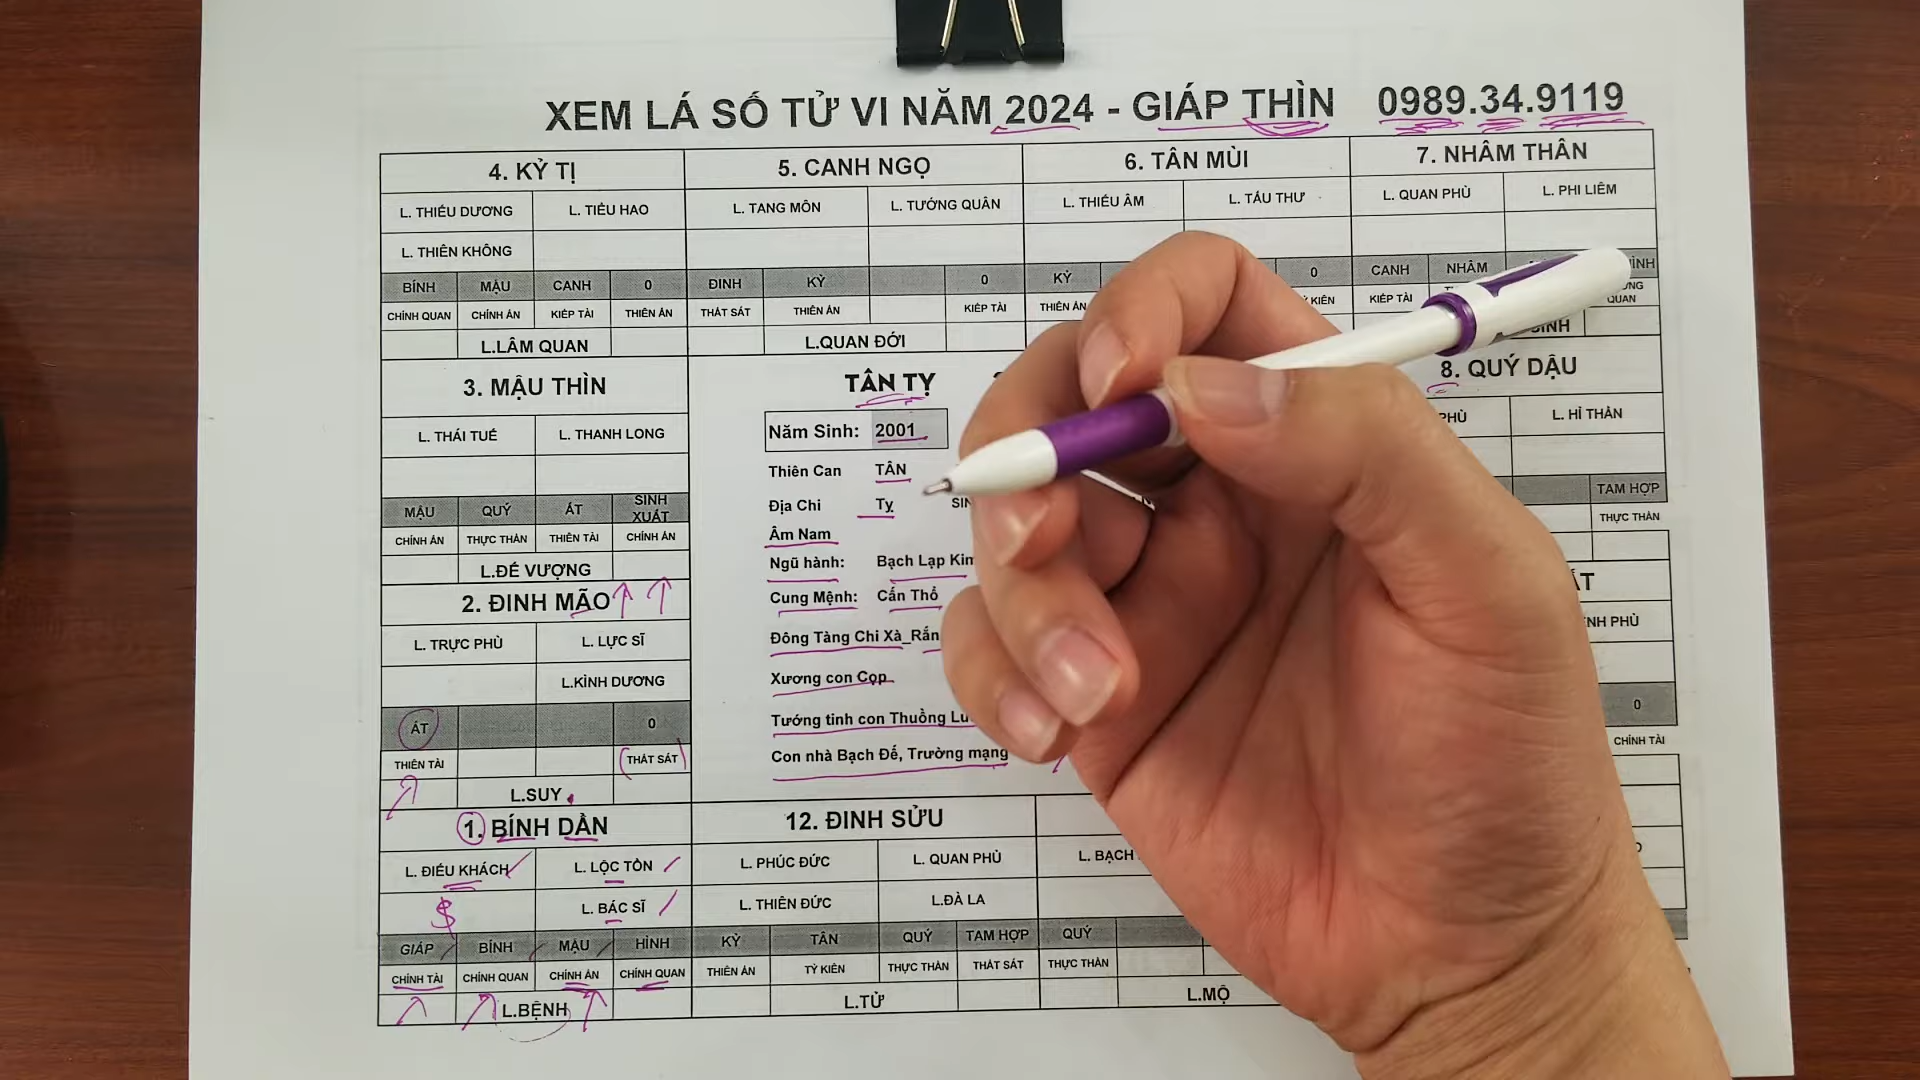 XEM LÁ SỐ TỬ VI NĂM 2024 - GIÁP THÌN 0989.34.9119
4. KỶ TỊ
5. CANH NGỌ
6. TÂN MÙI
7. NHÂM THÂN
L. THIẾU DƯƠNG L. TIỂU HAO L. TANG MÔN L. TƯỚNG QUÂN L. THIẾU ÂM L. TẤU THƯ L. QUAN PHÙ L. PHI LIÊM
L. THIÊN KHÔNG
BÍNH MẬU CANH 0 ĐINH KỶ 0 KỶ 0 CANH NHÂM
CHÍNH QUAN CHÍNH ẤN KIẾP TÀI THIÊN ẤN THẤT SÁT THIÊN ẤN KIẾP TÀI THIÊN ẤN KIÊN KIẾP TÀI QUAN
L.LÂM QUAN L.QUAN ĐỚI SINH
3. MẬU THÌN
L. THÁI TUẾ L. THANH LONG
MẬU QUÝ ẤT SINH XUẤT
CHÍNH ẤN THỰC THẦN THIÊN TÀI CHÍNH ẤN
L.ĐẾ VƯỢNG
2. ĐINH MÃO
L. TRỰC PHÙ L. LỰC SĨ
L.KÌNH DƯƠNG
ẤT 0
THIÊN TÀI THẤT SÁT
L.SUY
TÂN TỴ
Năm Sinh: 2001
Thiên Can TÂN
Địa Chi Tỵ
Âm Nam
Ngũ hành: Bạch Lạp Kim
Cung Mệnh: Cấn Thổ
Đông Tàng Chi Xà_Rắn
Xương con Cọp
Tướng tinh con Thuồng
Con nhà Bạch Đế, Trường mạng
8. QUÝ DẬU
PHÙ L. HỈ THẦN
TAM HỢP
THỰC THẦN
PHÙ
0
CHÍNH TÀI
1. BÍNH DẦN
L. ĐIẾU KHÁCH L. LỘC TỒN
$ L. BÁC SĨ
GIÁP BÍNH MẬU HÌNH
CHÍNH TÀI CHÍNH QUAN CHÍNH ẤN CHÍNH QUAN
L.BỆNH
12. ĐINH SỬU
L. PHÚC ĐỨC L. QUAN PHỦ L. BẠCH
L. THIÊN ĐỨC L.ĐÀ LA
KỶ TÂN QUÝ TAM HỢP QUÝ
THIÊN ẤN TỶ KIÊN THỰC THẦN THẤT SÁT THỰC THẦN
L.TỬ L.MỘ